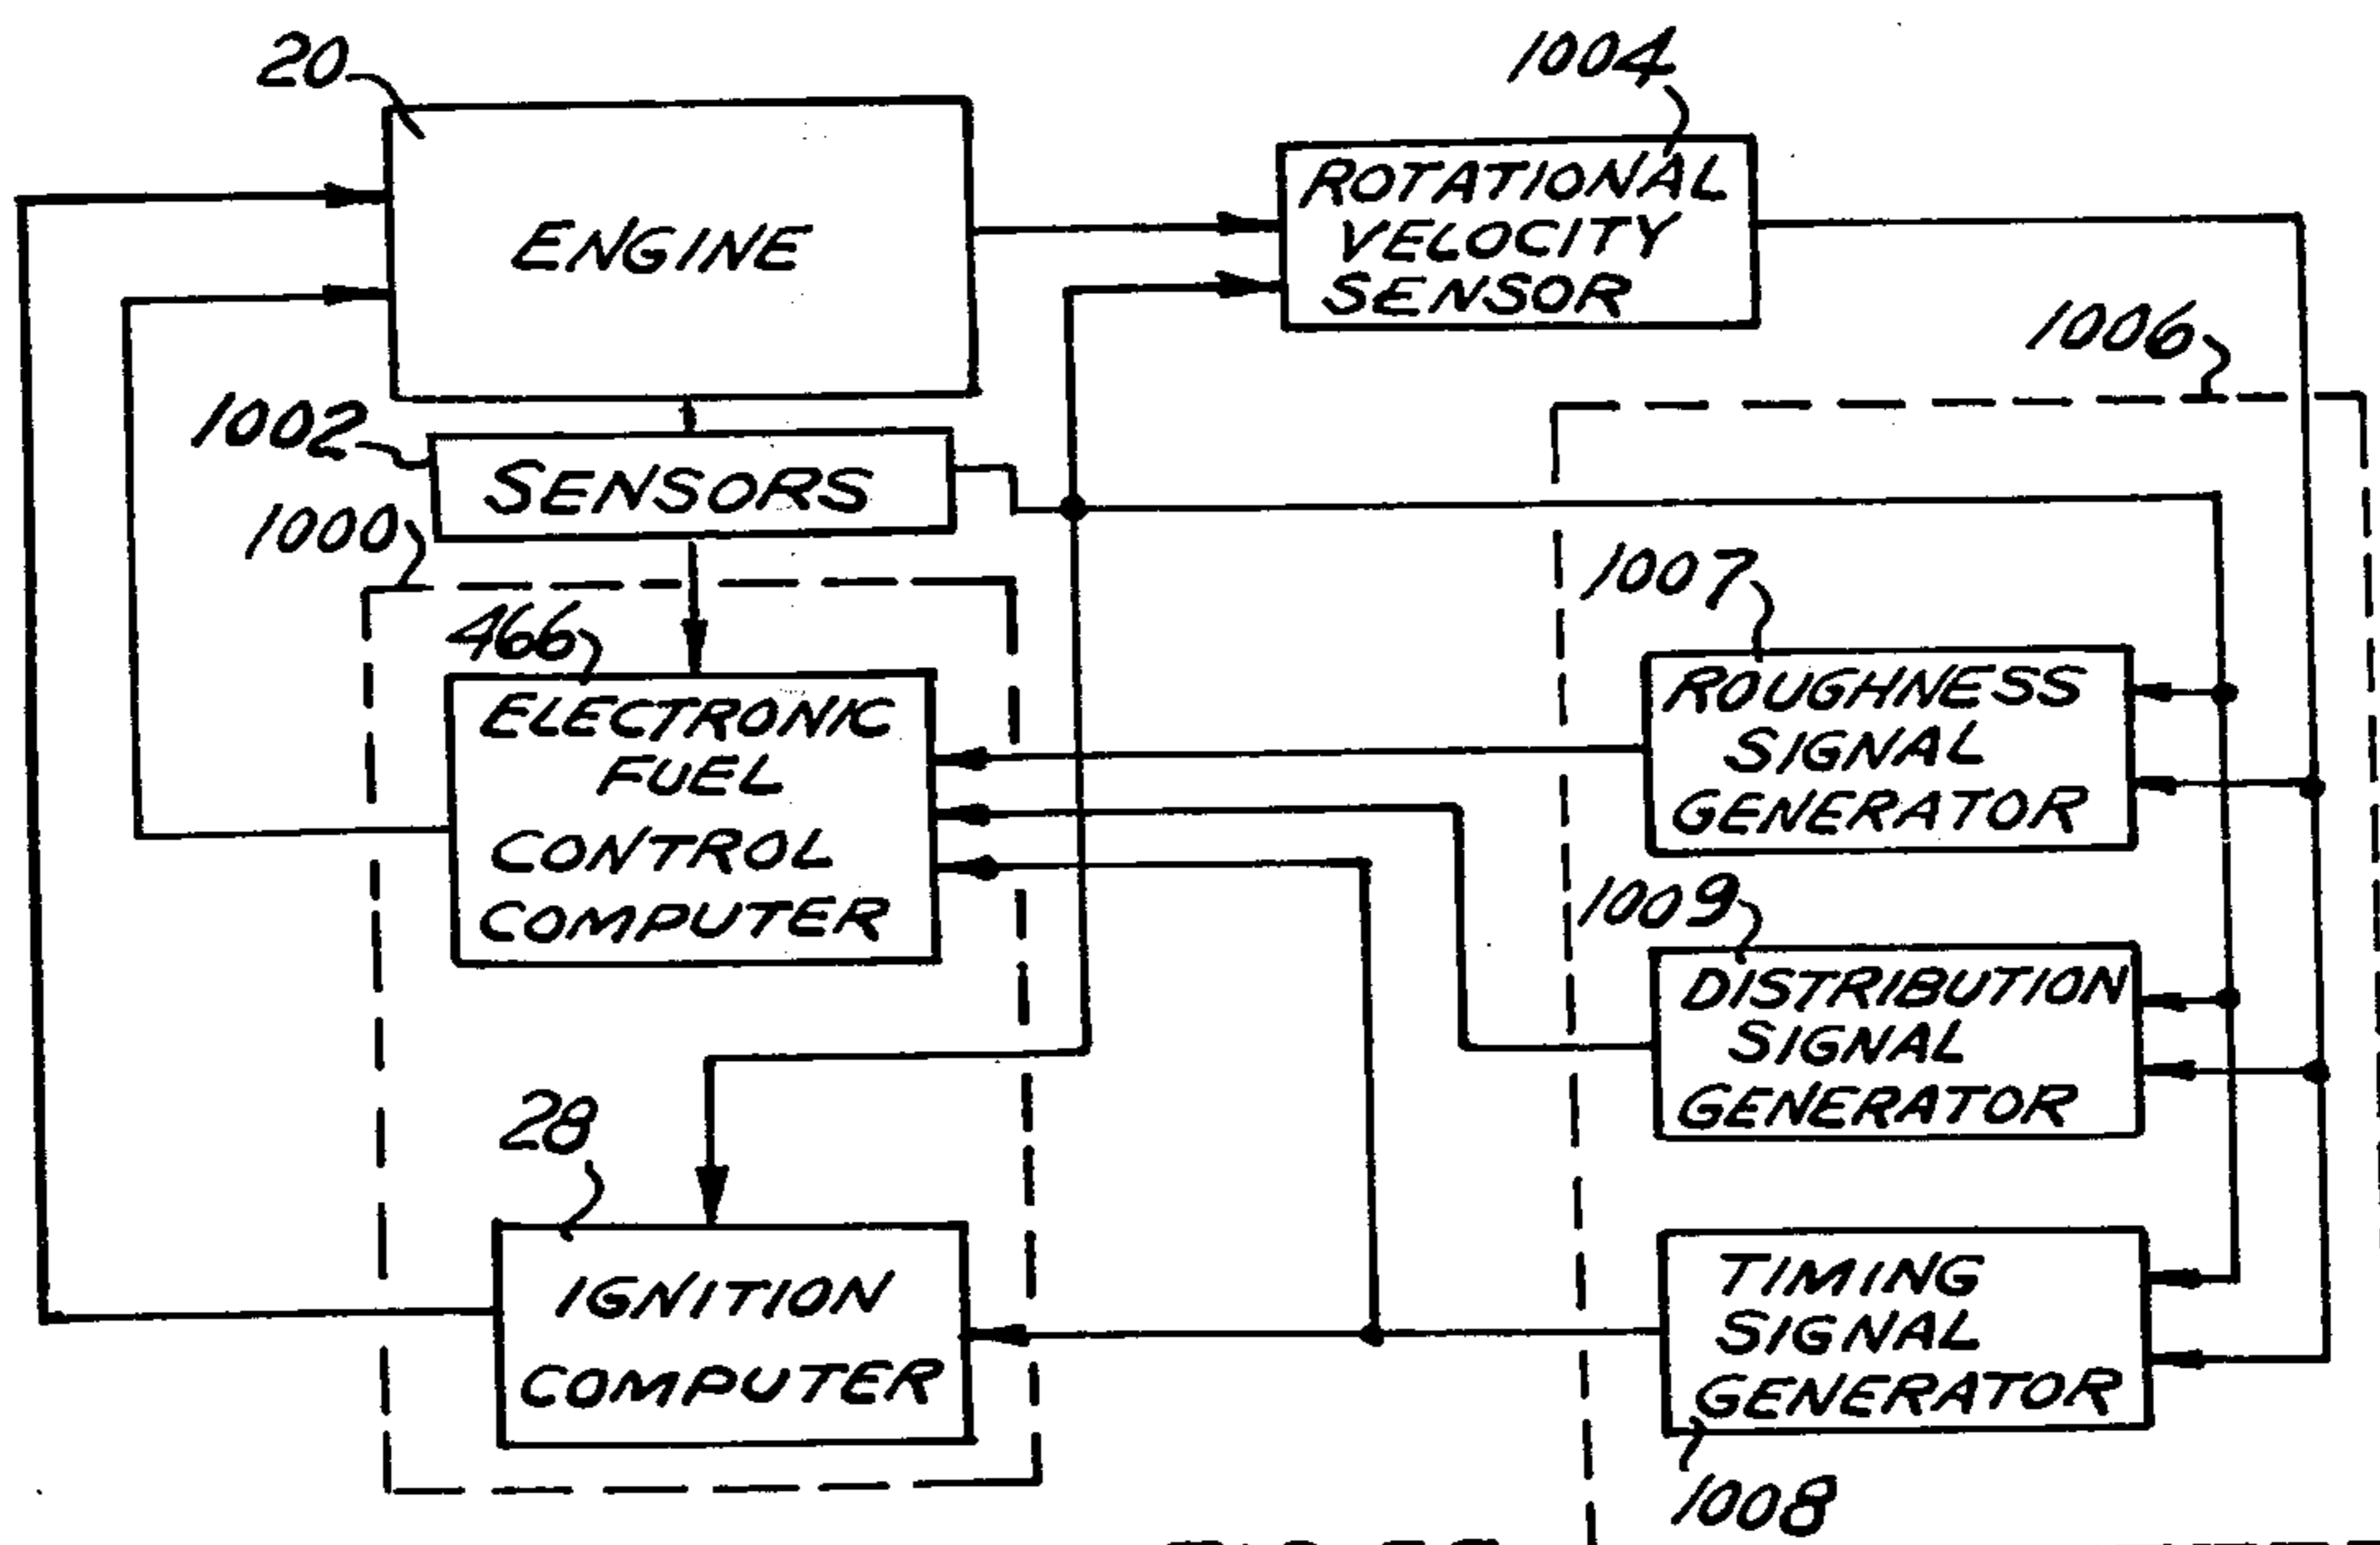 20
1004
ENGINE
ROTATIONAL
VELOCITY
SENSOR
1006
1002
SENSORS
1000
1007
466
ELECTRONIC
FUEL
CONTROL
COMPUTER
ROUGHNESS
SIGNAL
GENERATOR
1009
DISTRIBUTION
SIGNAL
GENERATOR
28
IGNITION
COMPUTER
TIMING
SIGNAL
GENERATOR
1008